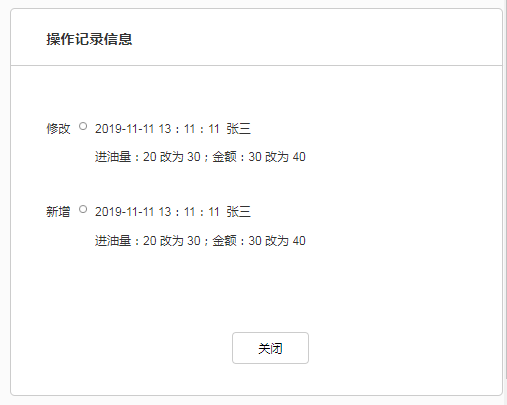 操作记录信息
修改 2019-11-11 13：11：11 张三
进油量：20 改为 30；金额：30 改为 40
新增 2019-11-11 13：11：11 张三
进油量：20 改为 30；金额：30 改为 40
关闭